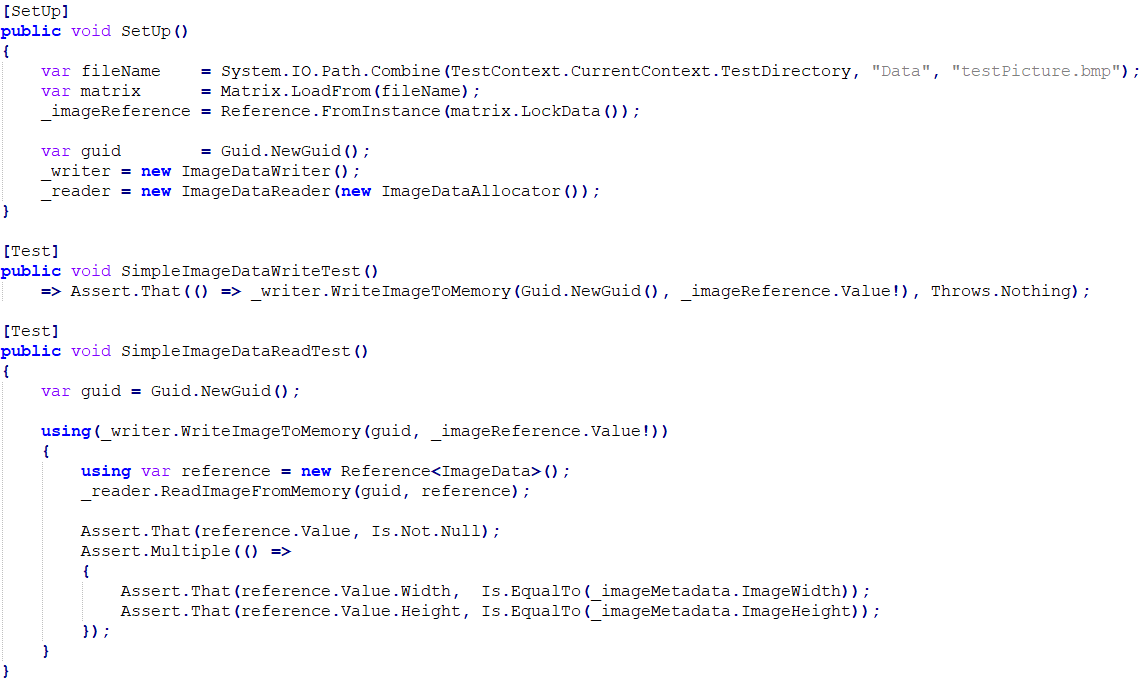 [SetUp]
public void SetUp()
{
    var fileName    = System.IO.Path.Combine(TestContext.CurrentContext.TestDirectory, "Data", "testPicture.bmp");
    var matrix      = Matrix.LoadFrom(fileName);
    _imageReference = Reference.FromInstance(matrix.LockData());

    var guid        = Guid.NewGuid();
    _writer = new ImageDataWriter();
    _reader = new ImageDataReader(new ImageDataAllocator());
}

[Test]
public void SimpleImageDataWriteTest()
    => Assert.That(() => _writer.WriteImageToMemory(Guid.NewGuid(), _imageReference.Value!), Throws.Nothing);

[Test]
public void SimpleImageDataReadTest()
{
    var guid = Guid.NewGuid();

    using(_writer.WriteImageToMemory(guid, _imageReference.Value!))
    {
        using var reference = new Reference<ImageData>();
        _reader.ReadImageFromMemory(guid, reference);

        Assert.That(reference.Value, Is.Not.Null);
        Assert.Multiple(() =>
        {
            Assert.That(reference.Value.Width,  Is.EqualTo(_imageMetadata.ImageWidth));
            Assert.That(reference.Value.Height, Is.EqualTo(_imageMetadata.ImageHeight));
        });
    }
}